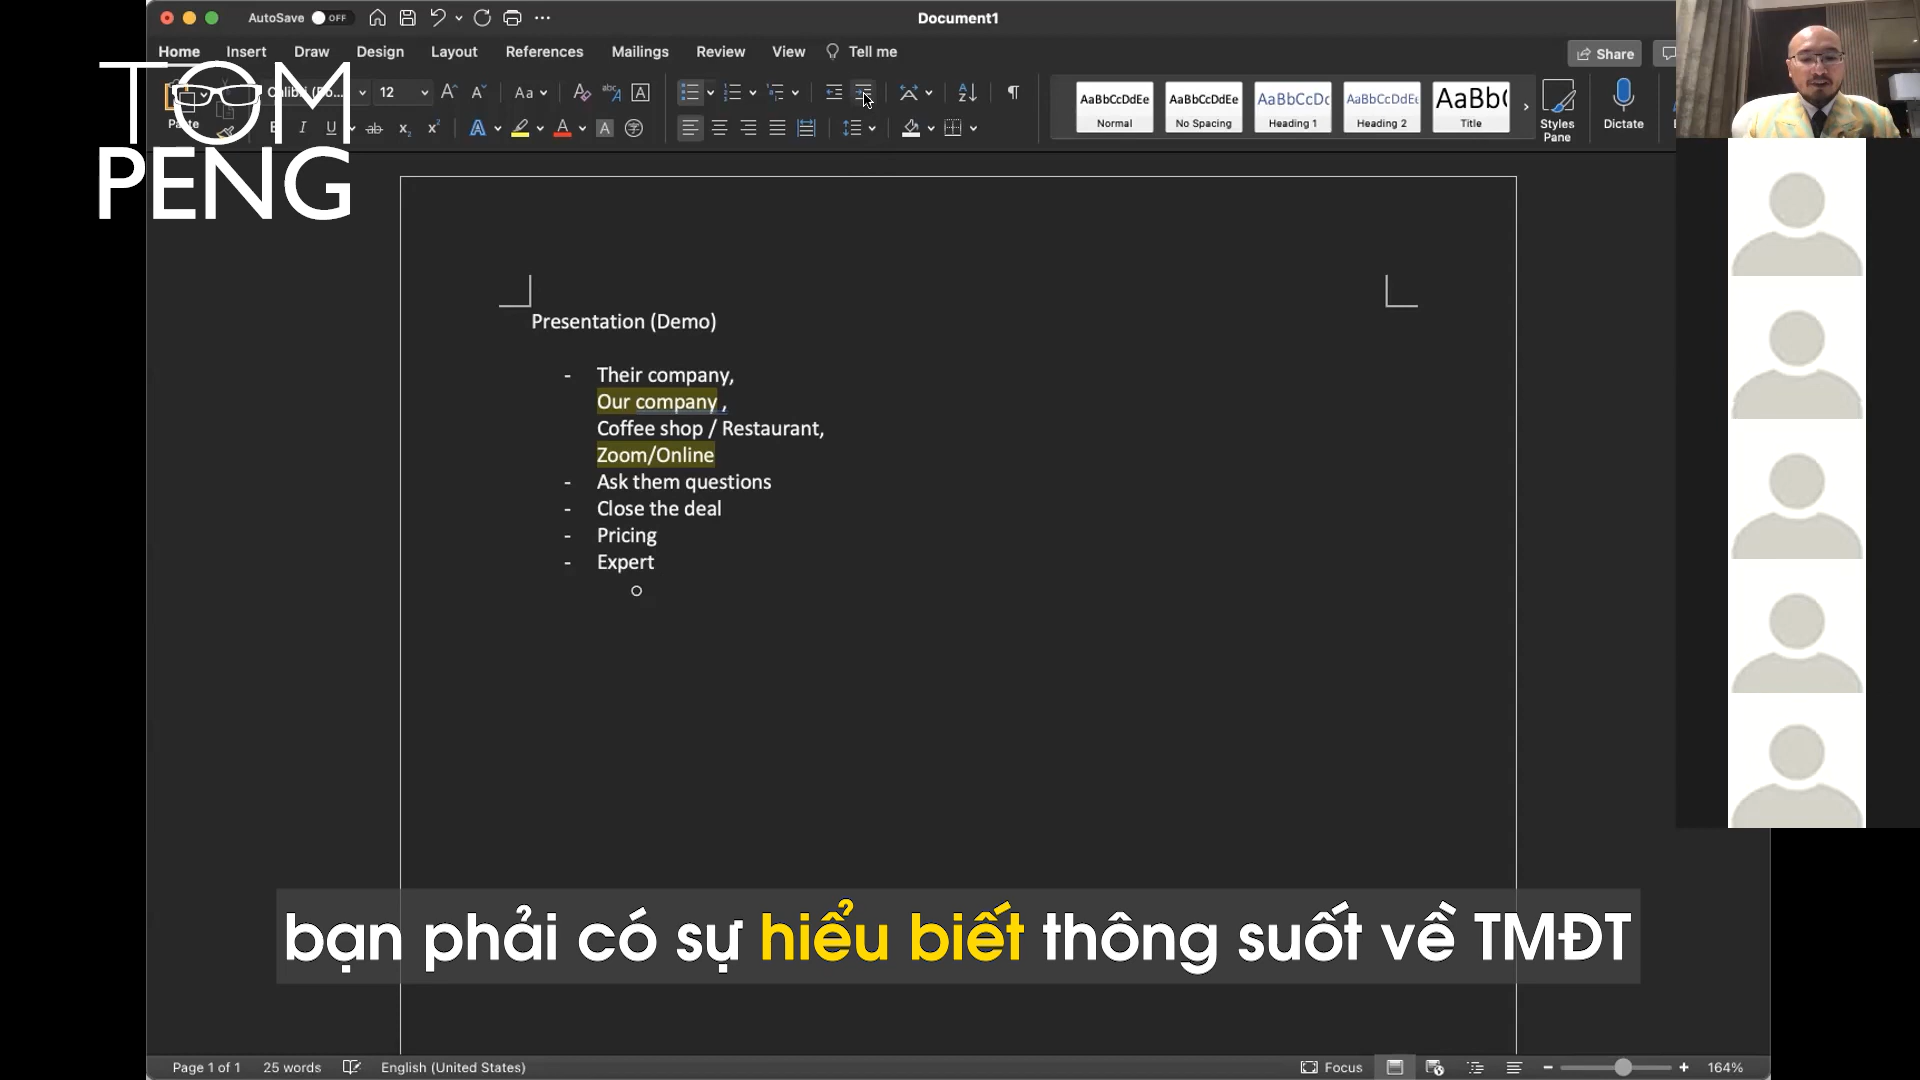 AutoSave OFF
Document1
Home Insert Draw Design Layout References Mailings Review View Tell me
Share
TOM
PENG
12
Aa
AaBbCcDdEe AaBbCcDdEe AaBbCcDc AaBbCcDdEe AaBb(
Normal No Spacing Heading 1 Heading 2 Title
Styles
Pane
Dictate
Presentation (Demo)
- Their company,
Our company ,
Coffee shop / Restaurant,
Zoom/Online
- Ask them questions
- Close the deal
- Pricing
- Expert
bạn phải có sự hiểu biết thông suốt về TMĐT
Page 1 of 1 25 words English (United States) Focus 164%